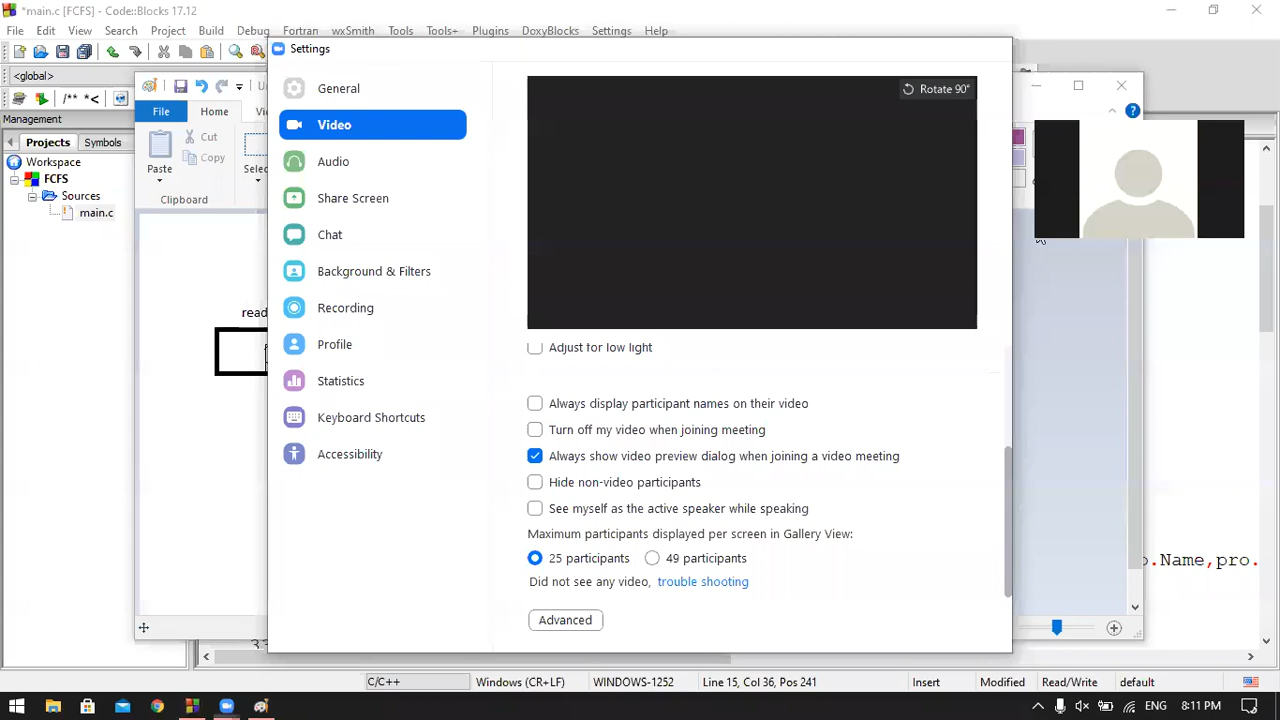 *main.c [FCFS] - Code::Blocks 17.12
File Edit View Search Project Build Debug Fortran wxSmith Tools Tools+ Plugins DoxyBlocks Settings Help
<global>
/** *<
Management
Projects Symbols
Workspace
FCFS
Sources
main.c
File Home
Paste
Cut
Copy
Clipboard
read
Settings
General
Video
Audio
Share Screen
Chat
Background & Filters
Recording
Profile
Statistics
Keyboard Shortcuts
Accessibility
Rotate 90°
Adjust for low light
Always display participant names on their video
Turn off my video when joining meeting
Always show video preview dialog when joining a video meeting
Hide non-video participants
See myself as the active speaker while speaking
Maximum participants displayed per screen in Gallery View:
25 participants 49 participants
Did not see any video, trouble shooting
Advanced
.Name,pro.
C/C++ Windows (CR+LF) WINDOWS-1252 Line 15, Col 36, Pos 241 Insert Modified Read/Write default
ENG 8:11 PM